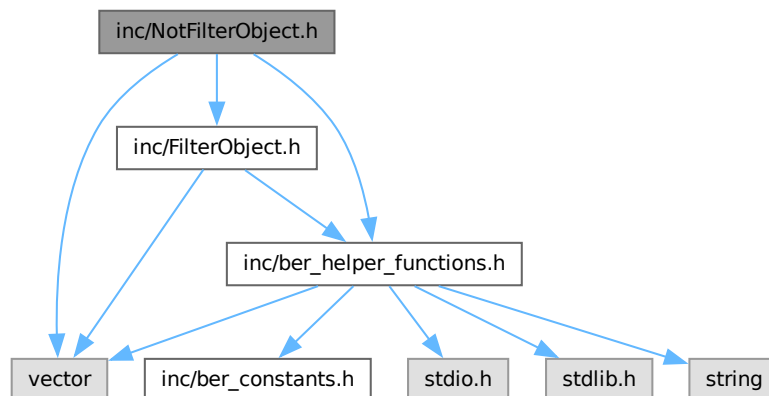 inc/NotFilterObject.h
inc/FilterObject.h
inc/ber_helper_functions.h
vector
inc/ber_constants.h
stdio.h
stdlib.h
string